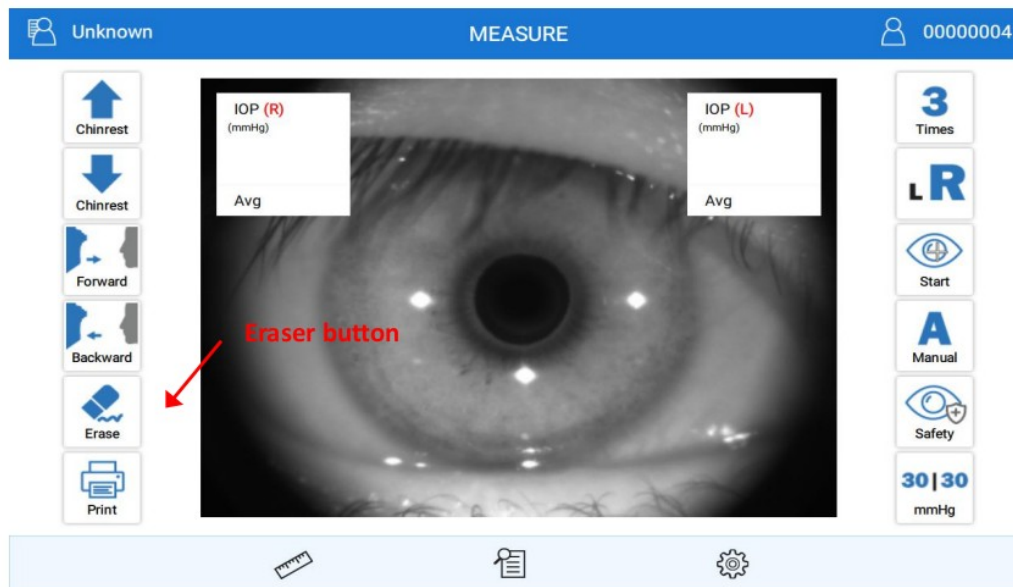 Unknown
MEASURE
00000004
Chinrest
Chinrest
Forward
Backward
Erase
Print
IOP (R)
(mmHg)
Avg
IOP (L)
(mmHg)
Avg
Eraser button
3
Times
L R
Start
A
Manual
Safety
30|30
mmHg